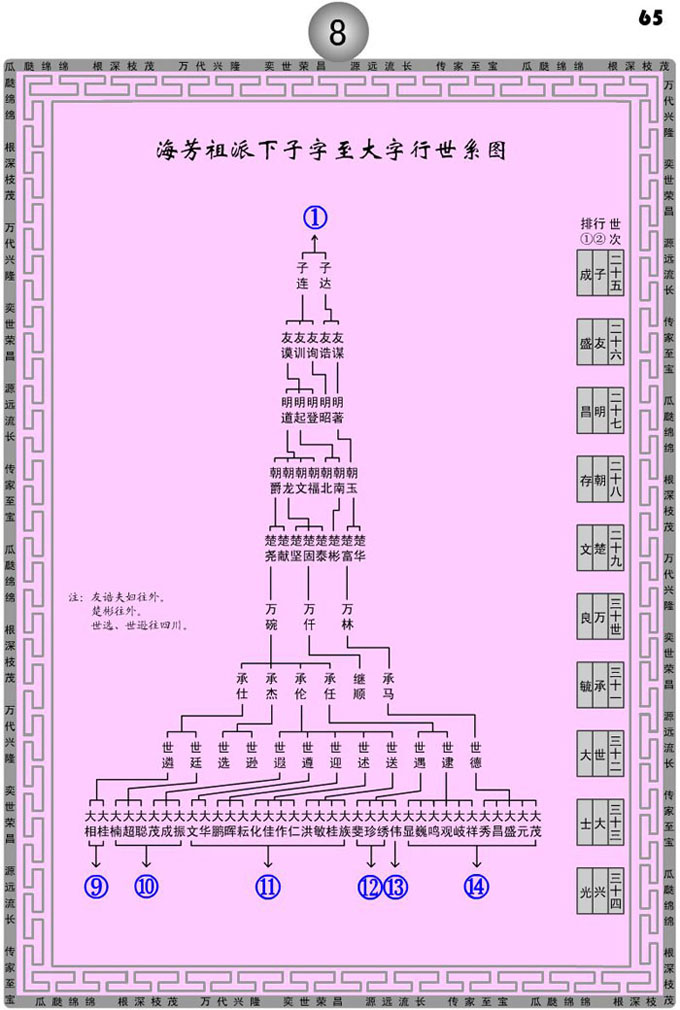 65
8
瓜瓞绵绵 根深枝茂 万代兴隆 奕世荣昌 源远流长 传家至宝 瓜瓞绵绵 根深枝茂
瓜瓞绵绵 根深枝茂 万代兴隆 奕世荣昌 源远流长 传家至宝 瓜瓞绵绵 根深枝茂 万代兴隆 奕世荣昌 源远流长 传家至宝
万代兴隆 奕世荣昌 源远流长 传家至宝 瓜瓞绵绵 根深枝茂 万代兴隆 奕世荣昌 源远流长 传家至宝 瓜瓞绵绵 根深枝茂
海芳祖派下子字至大字行世系图
①
排行世
①②次
子连 子达
成 子 二十五
友谟 友训 友询 友诰 友谋
盛 友 二十六
明道 明起 明登 明昭 明著
昌 明 二十七
朝爵 朝龙 朝文 朝福 朝北 朝南 朝玉
存 朝 二十八
楚尧 楚献 楚坚 楚固 楚泰 楚彬 楚富 楚华
文 楚 二十九
注：友诰夫妇往外。
楚彬往外。
世选、世逊往四川。
万碗 万仟 万林
良 万 三十世
承仕 承杰 承伦 承任 继顺 承马
毓 承 三十一
世遴 世廷 世选 世逊 世遐 世遵 世迎 世述 世送 世遇 世逮 世德
大 世 三十二
大相 大桂 大楠 大超 大聪 大茂 大成 大振 大文 大华 大鹏 大晖 大耘 大化 大佳 大作 大仁 大洪 大敏 大桂 大族 大斐 大珍 大绣 大伟 大显 大巍 大鸣 大观 大岐 大祥 大秀 大昌 大盛 大元 大茂
士 大 三十三
⑨ ⑩ ⑪ ⑫ ⑬ ⑭
光 兴 三十四
瓜瓞绵绵 根深枝茂 万代兴隆 奕世荣昌 源远流长 传家至宝 瓜瓞绵绵 根深枝茂